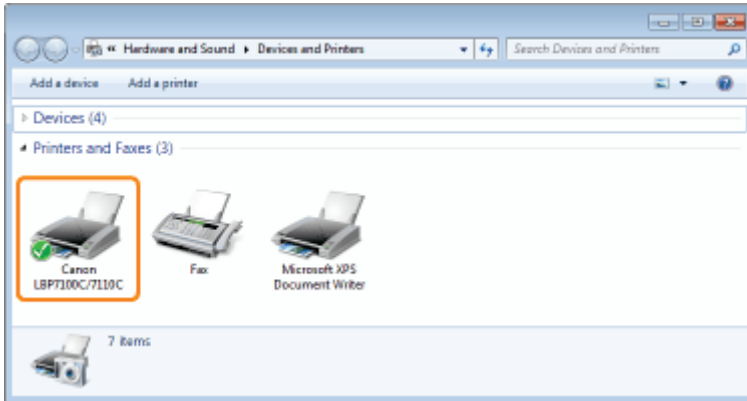 « Hardware and Sound ▸ Devices and Printers
Search Devices and Printers
Add a device Add a printer
Devices (4)
Printers and Faxes (3)
Canon
LBP7100C/7110C
Fax
Microsoft XPS
Document Writer
7 items